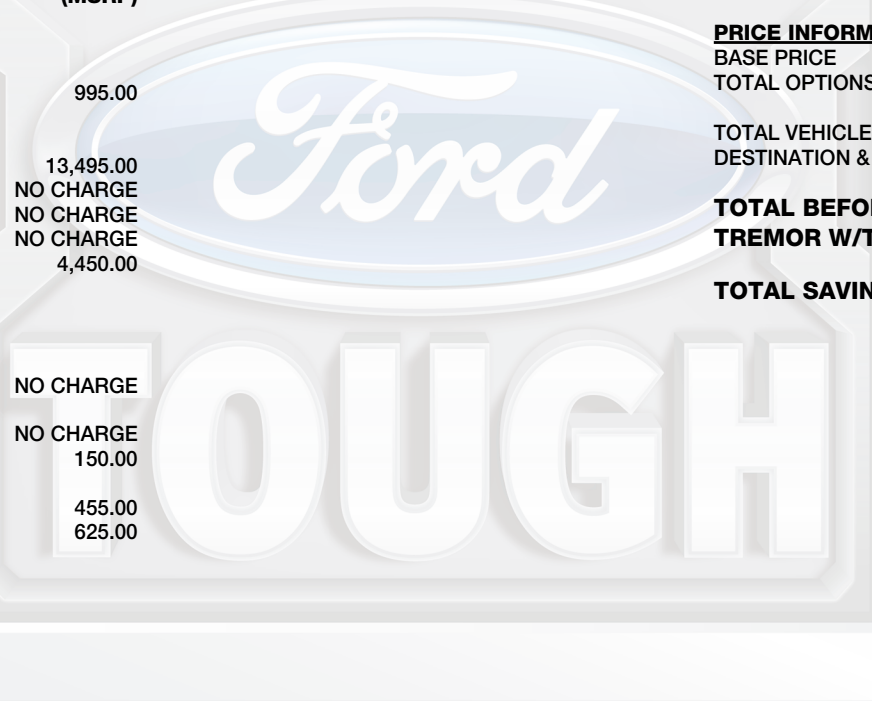 (MSRP)
995.00
13,495.00
NO CHARGE
NO CHARGE
NO CHARGE
4,450.00
NO CHARGE
NO CHARGE
150.00
455.00
625.00
Ford
TOUGH
PRICE INFORM
BASE PRICE
TOTAL OPTIONS
TOTAL VEHICLE
DESTINATION &
TOTAL BEFO
TREMOR W/T
TOTAL SAVIN